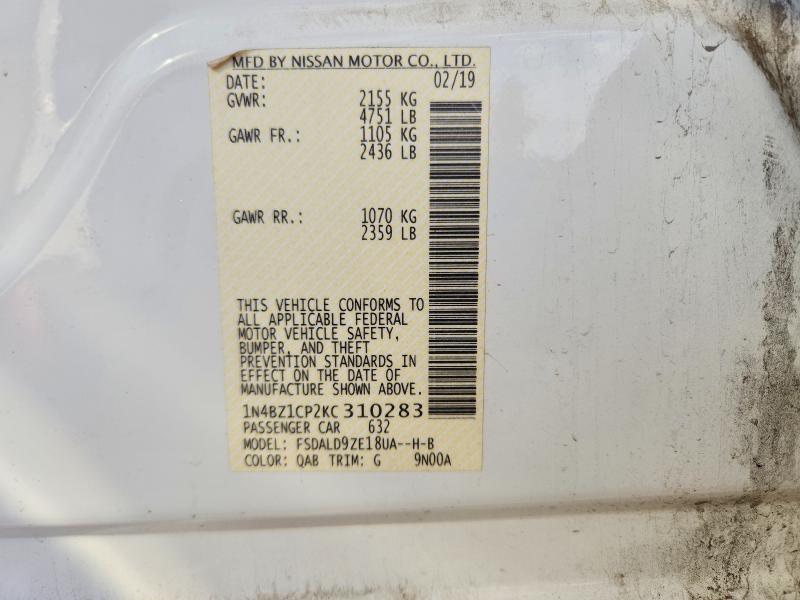 MFD BY NISSAN MOTOR CO., LTD.
DATE: 02/19
GVWR: 2155 KG
4751 LB
GAWR FR.: 1105 KG
2436 LB
GAWR RR.: 1070 KG
2359 LB
THIS VEHICLE CONFORMS TO
ALL APPLICABLE FEDERAL
MOTOR VEHICLE SAFETY,
BUMPER, AND THEFT
PREVENTION STANDARDS IN
EFFECT ON THE DATE OF
MANUFACTURE SHOWN ABOVE.
1N4BZ1CP2KC310283
PASSENGER CAR 632
MODEL: FSDALD9ZE18UA--H-B
COLOR: QAB TRIM: G 9N00A